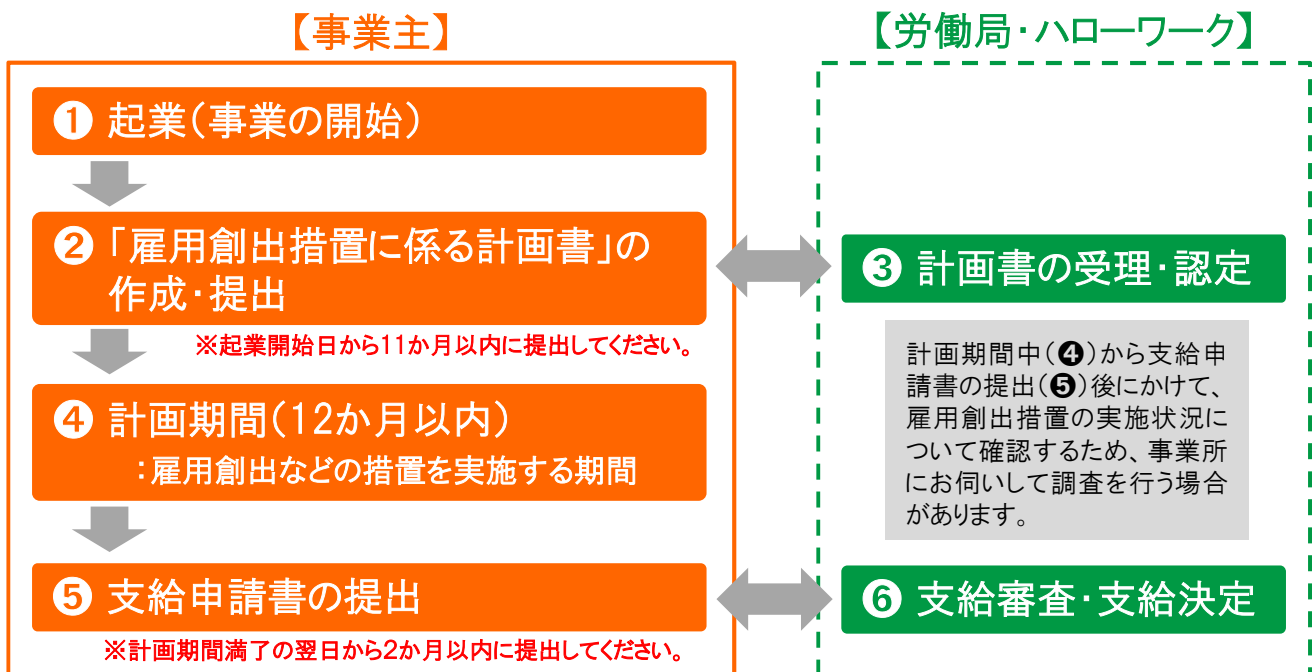 【事業主】
【労働局・ハローワーク】
❶ 起業（事業の開始）
❷ 「雇用創出措置に係る計画書」の
作成・提出
※起業開始日から11か月以内に提出してください。
❸ 計画書の受理・認定
計画期間中（❹）から支給申
請書の提出（❺）後にかけて、
雇用創出措置の実施状況に
ついて確認するため、事業所
にお伺いして調査を行う場合
があります。
❹ 計画期間（12か月以内）
：雇用創出などの措置を実施する期間
❺ 支給申請書の提出
※計画期間満了の翌日から2か月以内に提出してください。
❻ 支給審査・支給決定